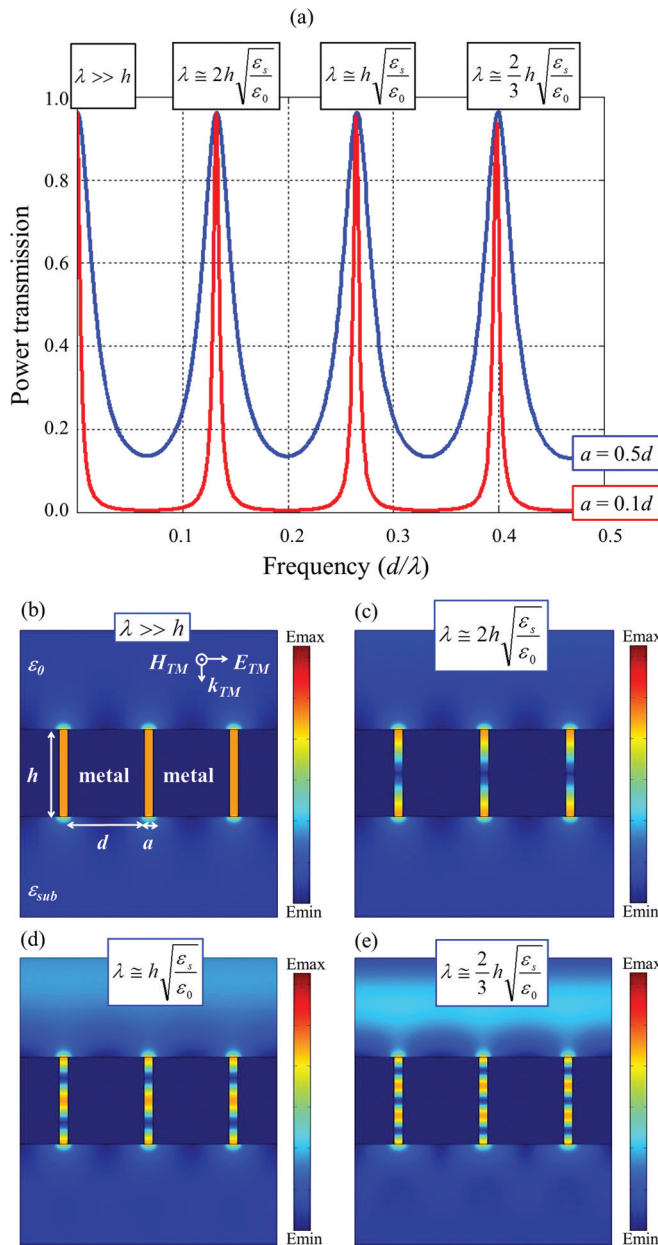 (a)
λ >> h
λ ≅ 2h√(ε_s/ε_0)
λ ≅ h√(ε_s/ε_0)
λ ≅ 2/3 h√(ε_s/ε_0)
1.0
0.8
0.6
0.4
0.2
0.0
Power transmission
a = 0.5d
a = 0.1d
0.1
0.2
0.3
0.4
0.5
Frequency (d/λ)
(b)
λ >> h
Emax
ε_0
H_TM
E_TM
k_TM
h
metal
metal
d
a
ε_sub
Emin
(c)
λ ≅ 2h√(ε_s/ε_0)
Emax
Emin
(d)
λ ≅ h√(ε_s/ε_0)
Emax
Emin
(e)
λ ≅ 2/3 h√(ε_s/ε_0)
Emax
Emin